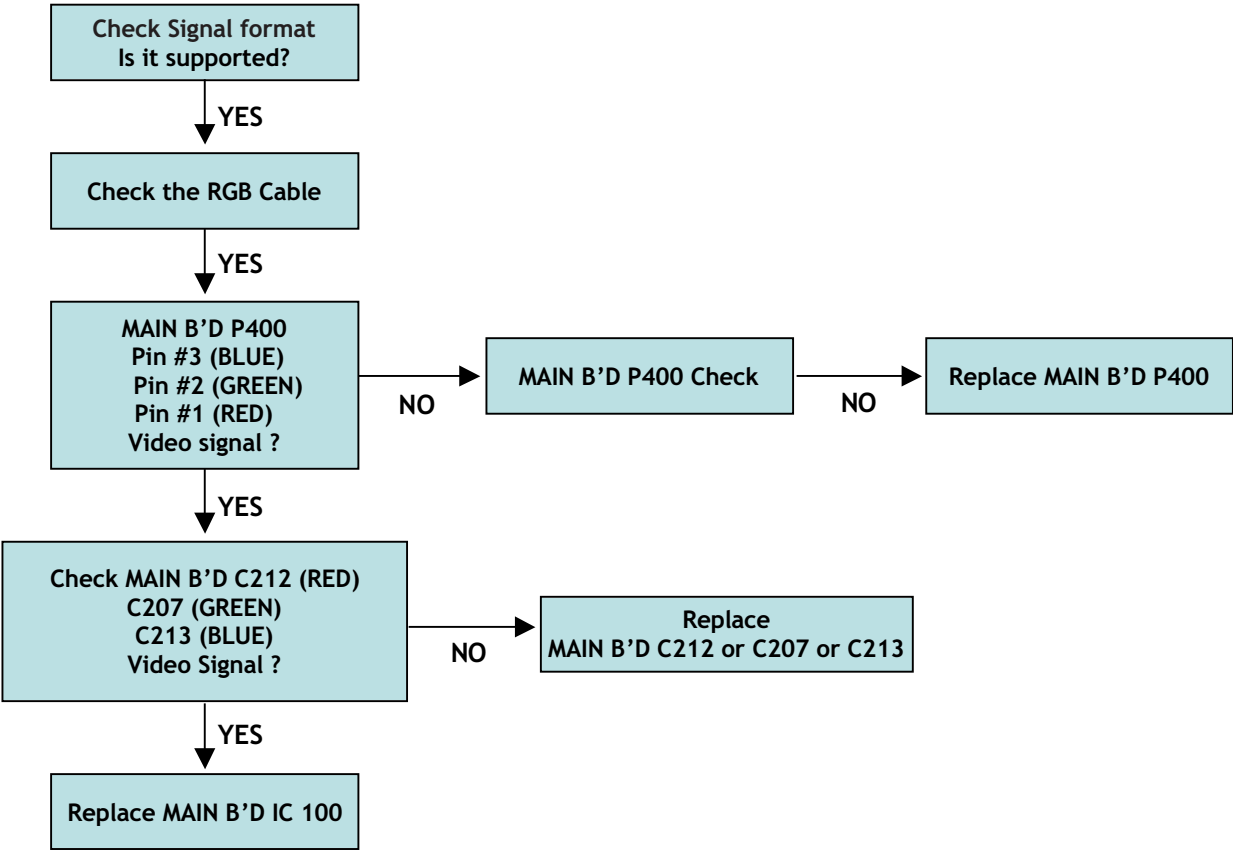 Check Signal format
Is it supported?
YES
Check the RGB Cable
YES
MAIN B’D P400
Pin #3 (BLUE)
Pin #2 (GREEN)
Pin #1 (RED)
Video signal ?
NO
MAIN B’D P400 Check
NO
Replace MAIN B’D P400
YES
Check MAIN B’D C212 (RED)
C207 (GREEN)
C213 (BLUE)
Video Signal ?
NO
Replace
MAIN B’D C212 or C207 or C213
YES
Replace MAIN B’D IC 100